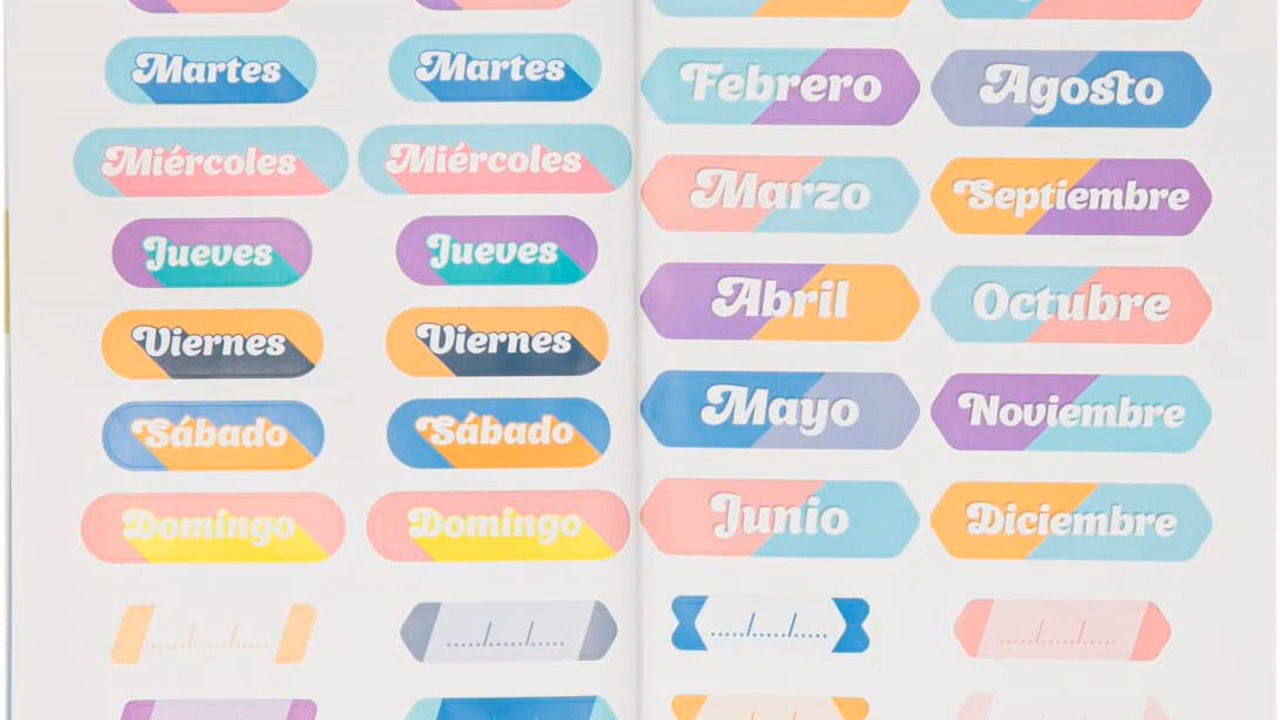 Martes
Martes
Miércoles
Miércoles
Jueves
Jueves
Viernes
Viernes
Sábado
Sábado
Domingo
Domingo
Febrero
Agosto
Marzo
Septiembre
Abril
Octubre
Mayo
Noviembre
Junio
Diciembre